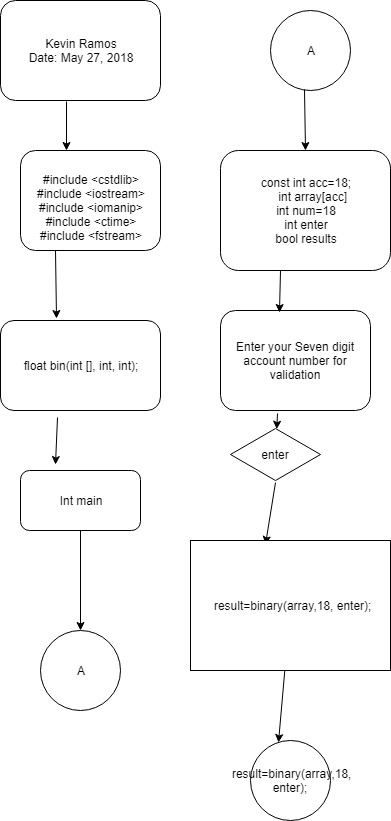 Kevin Ramos
Date: May 27, 2018
#include <cstdlib>
#include <iostream>
#include <iomanip>
#include <ctime>
#include <fstream>
float bin(int [], int, int);
Int main
A
A
const int acc=18;
int array[acc]
int num=18
int enter
bool results
Enter your Seven digit
account number for
validation
enter
result=binary(array,18, enter);
result=binary(array,18,
enter);